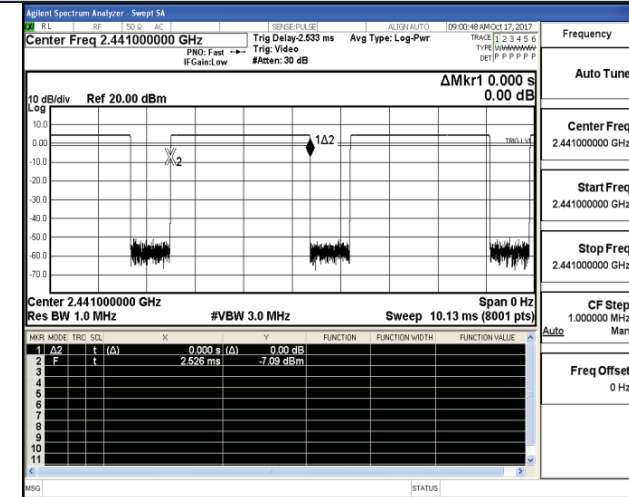 Agilent Spectrum Analyzer - Swept SA
RL RF 50 Ω AC SENSE:PULSE ALIGN AUTO 09:00:48 AM Oct 17, 2017
Center Freq 2.441000000 GHz Trig Delay-2.533 ms Avg Type: Log-Pwr TRACE 1 2 3 4 5 6
PNO: Fast Trig: Video TYPE WWWWWW
IFGain:Low #Atten: 30 dB DET P P P P P P
ΔMkr1 0.000 s
10 dB/div Ref 20.00 dBm 0.00 dB
Log
10.0
0.00
-10.0
-20.0
-30.0
-40.0
-50.0
-60.0
-70.0
1Δ2
2
TRIG LVL
Center 2.441000000 GHz Span 0 Hz
Res BW 1.0 MHz #VBW 3.0 MHz Sweep 10.13 ms (8001 pts)
MKR MODE TRC SCL X Y FUNCTION FUNCTION WIDTH FUNCTION VALUE
1 Δ2 t (Δ) 0.000 s (Δ) 0.00 dB
2 F t 2.526 ms -7.09 dBm
3
4
5
6
7
8
9
10
11
MSG STATUS
Frequency
Auto Tune
Center Freq
2.441000000 GHz
Start Freq
2.441000000 GHz
Stop Freq
2.441000000 GHz
CF Step
1.000000 MHz
Auto Man
Freq Offset
0 Hz